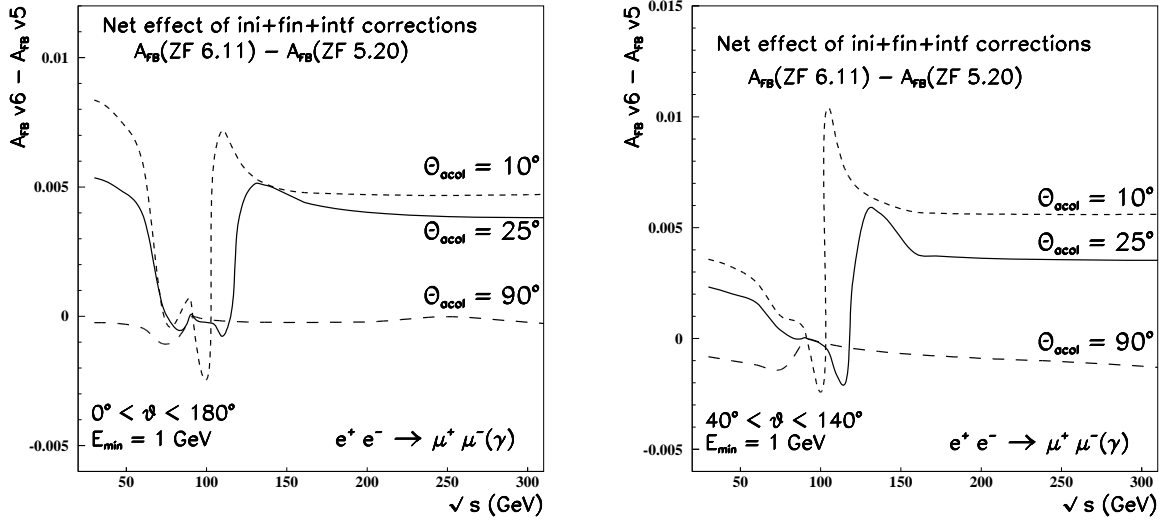 A_FB v6 – A_FB v5
0.01
0.005
0
-0.005
Net effect of ini+fin+intf corrections
A_FB(ZF 6.11) – A_FB(ZF 5.20)
Θ_acol = 10°
Θ_acol = 25°
Θ_acol = 90°
0° < ϑ < 180°
E_min = 1 GeV
e⁺ e⁻ → μ⁺ μ⁻(γ)
50 100 150 200 250 300
√ s (GeV)
A_FB v6 – A_FB v5
0.015
0.01
0.005
0
-0.005
Net effect of ini+fin+intf corrections
A_FB(ZF 6.11) – A_FB(ZF 5.20)
Θ_acol = 10°
Θ_acol = 25°
Θ_acol = 90°
40° < ϑ < 140°
E_min = 1 GeV
e⁺ e⁻ → μ⁺ μ⁻(γ)
50 100 150 200 250 300
√ s (GeV)